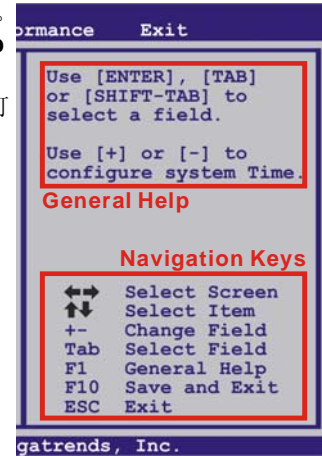 ormance Exit
Use [ENTER], [TAB]
or [SHIFT-TAB] to
select a field.
Use [+] or [-] to
configure system Time.
General Help
Navigation Keys
←→ Select Screen
↑↓ Select Item
+- Change Field
Tab Select Field
F1 General Help
F10 Save and Exit
ESC Exit
gatrends, Inc.